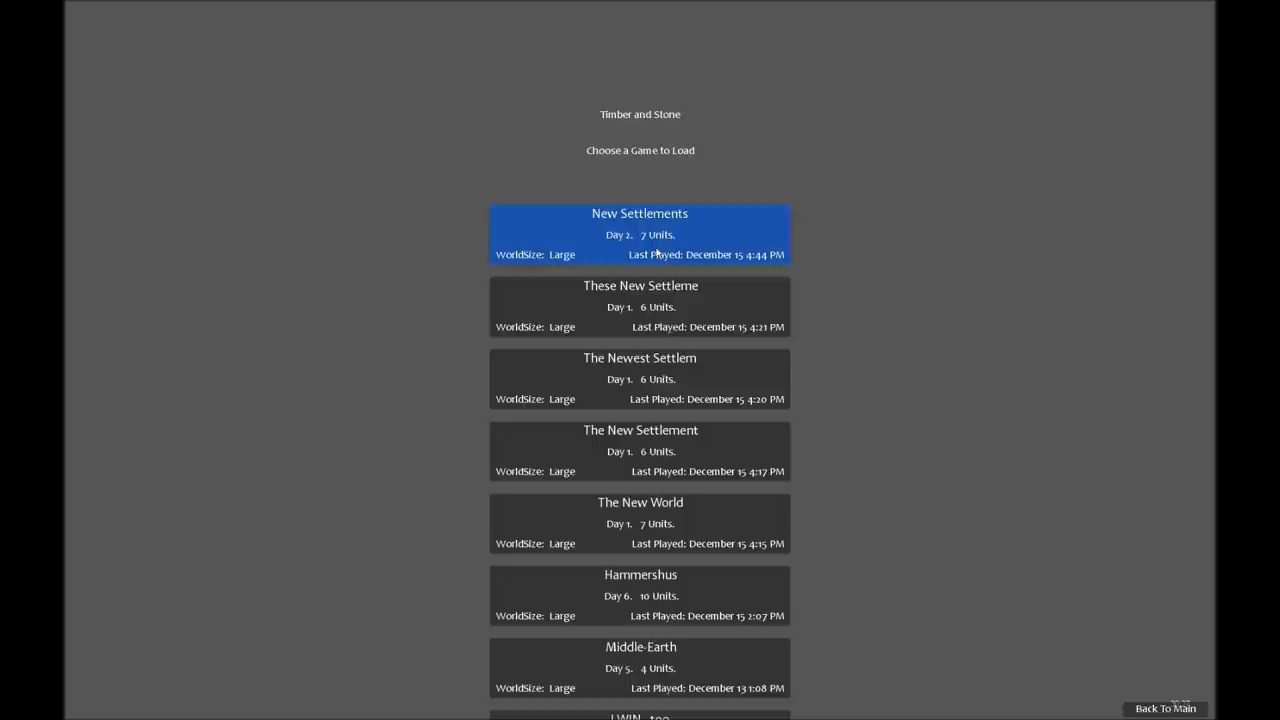 Timber and Stone
Choose a Game to Load
New Settlements
Day 2. 7 Units.
WorldSize: Large Last Played: December 15 4:44 PM
These New Settleme
Day 1. 6 Units.
WorldSize: Large Last Played: December 15 4:21 PM
The Newest Settlem
Day 1. 6 Units.
WorldSize: Large Last Played: December 15 4:20 PM
The New Settlement
Day 1. 6 Units.
WorldSize: Large Last Played: December 15 4:17 PM
The New World
Day 1. 7 Units.
WorldSize: Large Last Played: December 15 4:15 PM
Hammershus
Day 6. 10 Units.
WorldSize: Large Last Played: December 15 2:07 PM
Middle-Earth
Day 5. 4 Units.
WorldSize: Large Last Played: December 13 1:08 PM
Back To Main